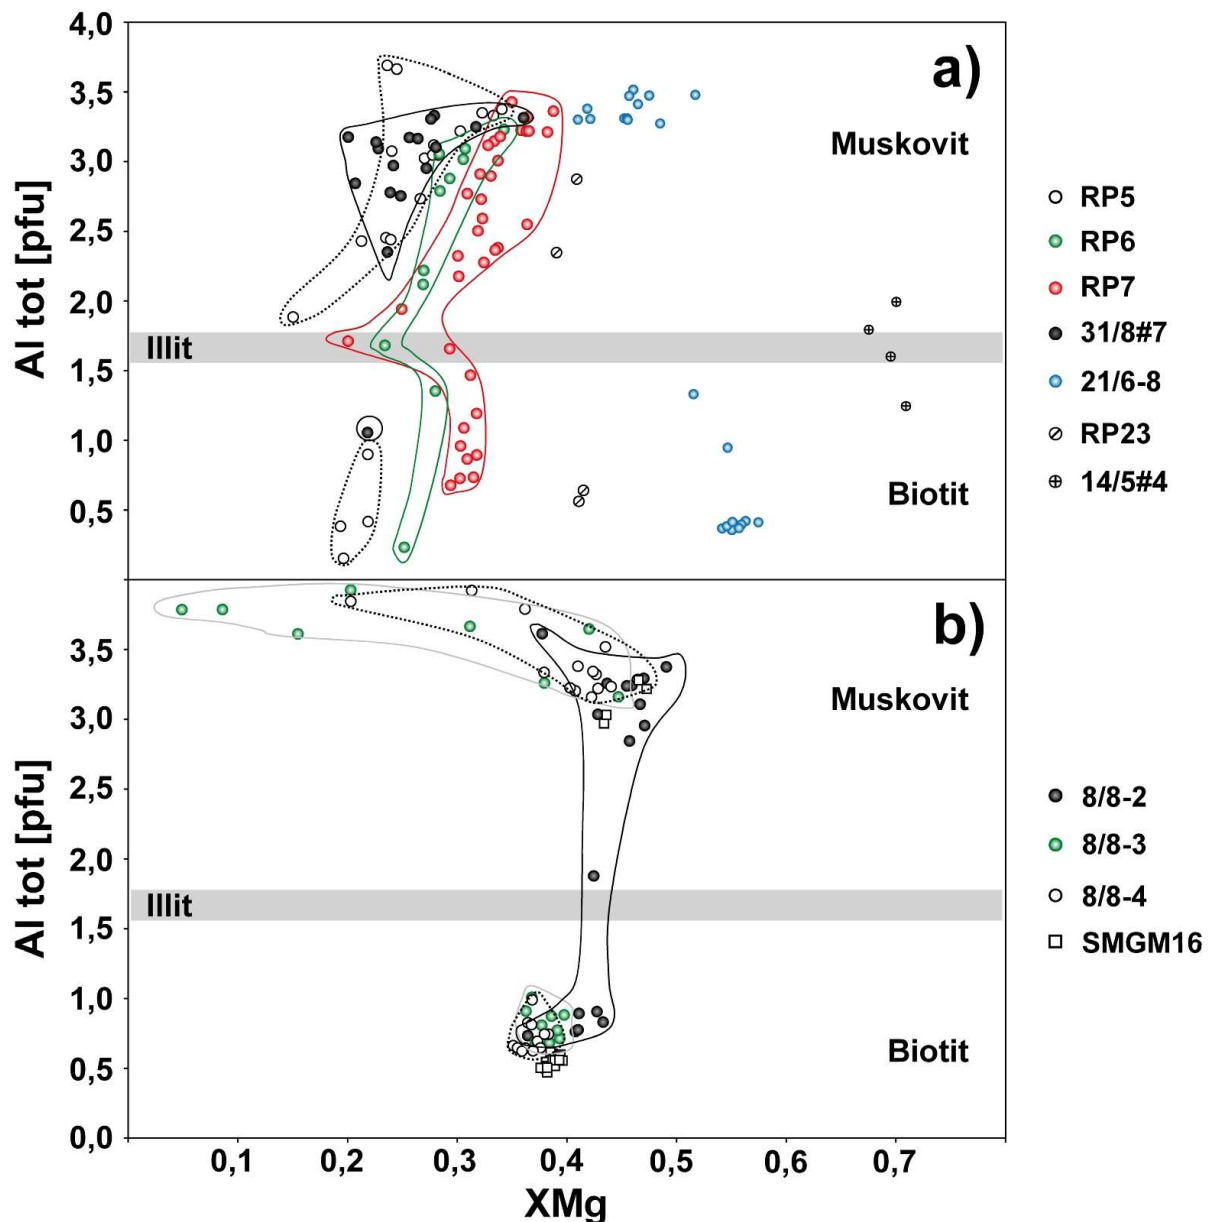 4,0
a)
3,5
Muskovit
3,0
2,5
2,0
Illit
1,5
1,0
Biotit
0,5
Al tot [pfu]
RP5
RP6
RP7
31/8#7
21/6-8
RP23
14/5#4
b)
3,5
Muskovit
3,0
2,5
2,0
Illit
1,5
1,0
Biotit
0,5
0,0
Al tot [pfu]
8/8-2
8/8-3
8/8-4
SMGM16
0,1 0,2 0,3 0,4 0,5 0,6 0,7
XMg